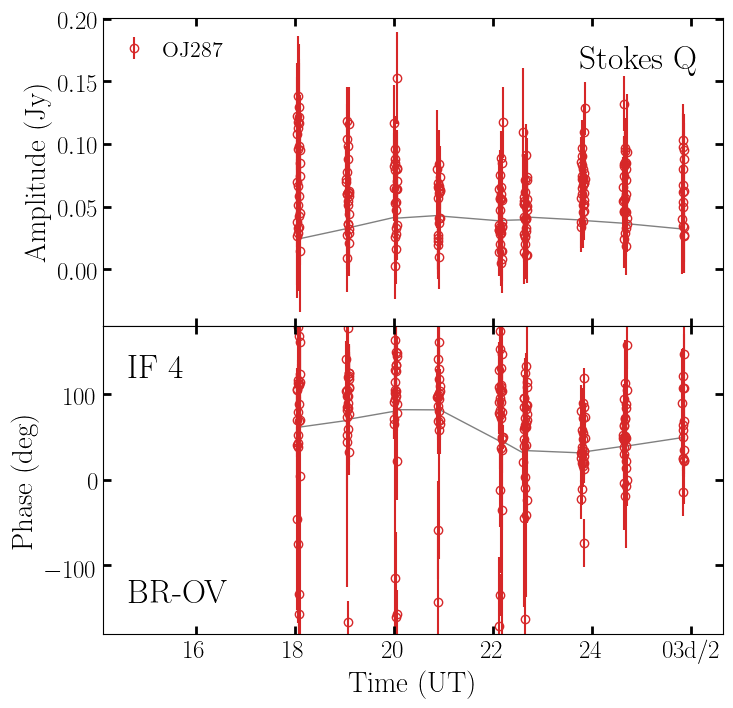 0.20
OJ287
Stokes Q
0.15
0.10
0.05
0.00
Amplitude (Jy)
IF 4
100
0
−100
Phase (deg)
BR-OV
16 18 20 22 24 03d/2
Time (UT)